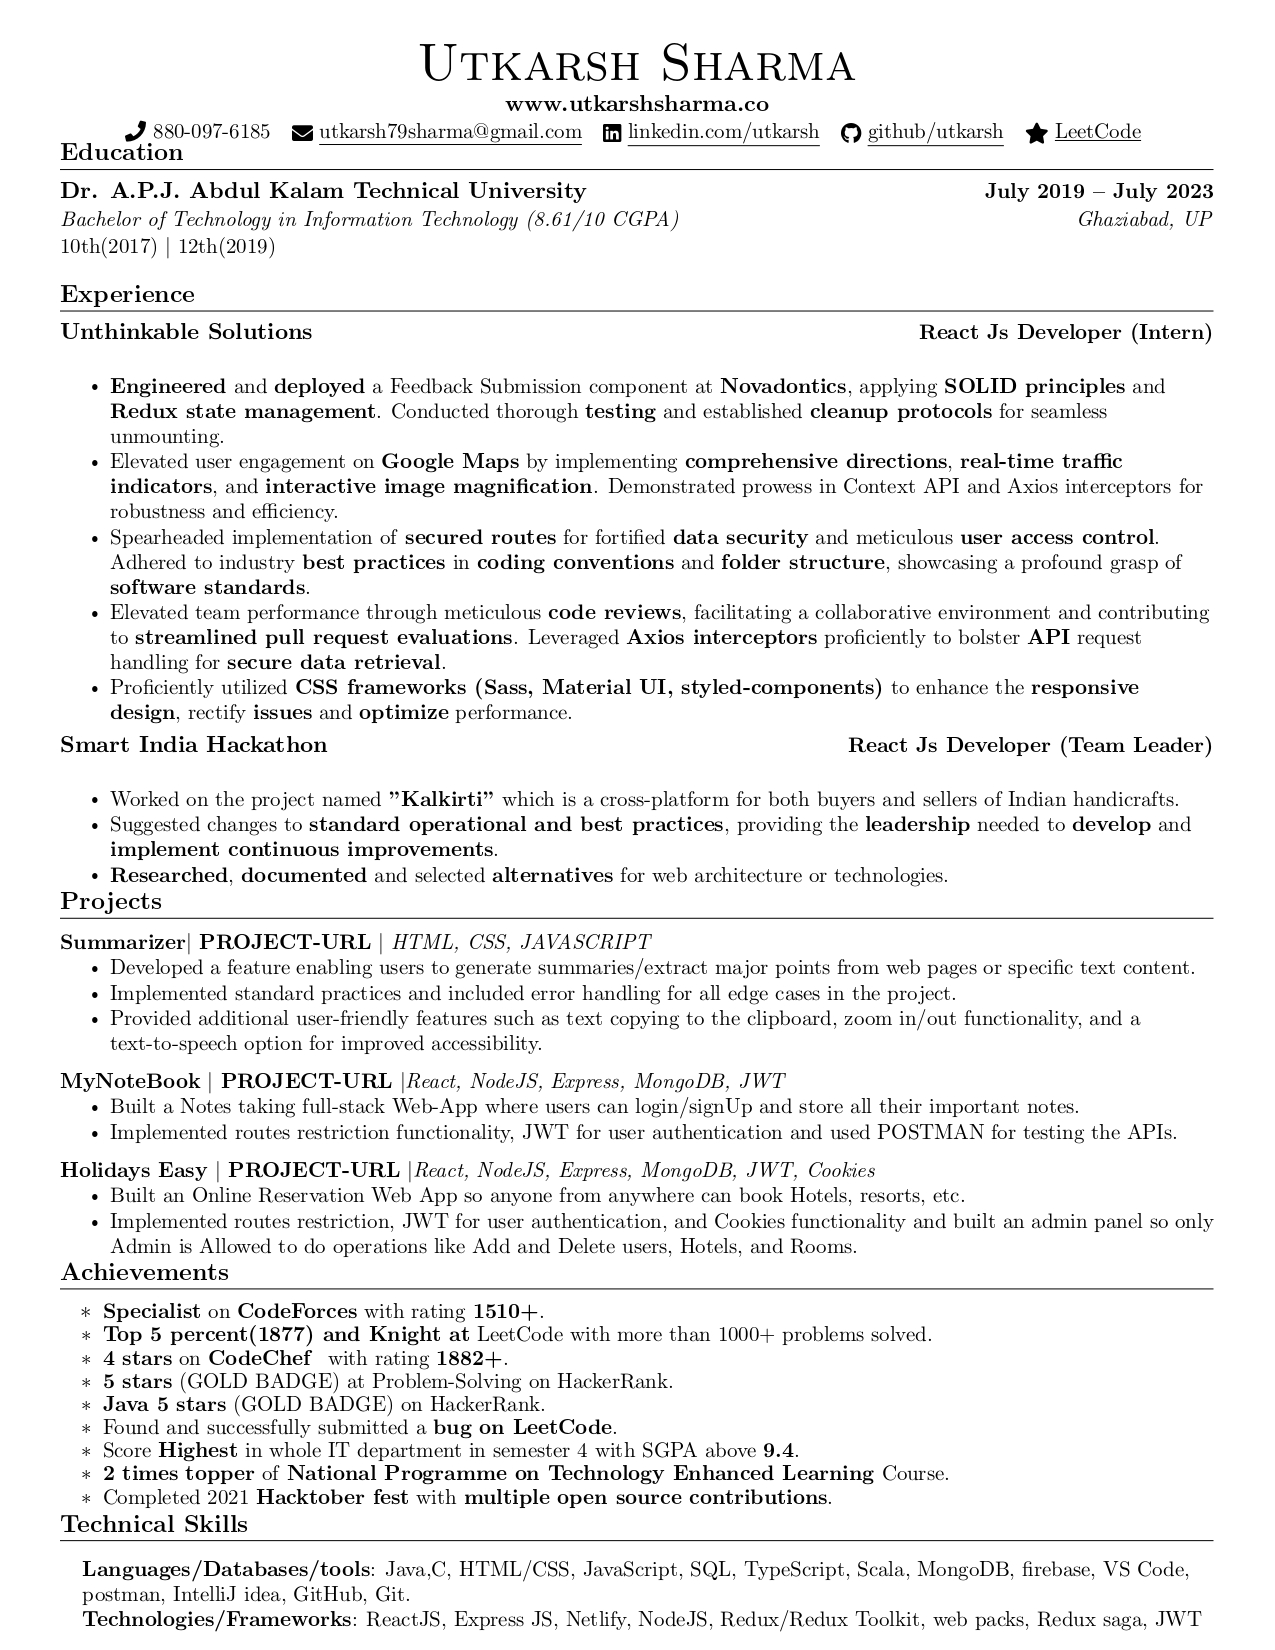 Utkarsh Sharma
www.utkarshsharma.co
880-097-6185 utkarsh79sharma@gmail.com linkedin.com/utkarsh github/utkarsh LeetCode
Education
Dr. A.P.J. Abdul Kalam Technical University July 2019 – July 2023
Bachelor of Technology in Information Technology (8.61/10 CGPA) Ghaziabad, UP
10th(2017) | 12th(2019)
Experience
Unthinkable Solutions React Js Developer (Intern)
• Engineered and deployed a Feedback Submission component at Novadontics, applying SOLID principles and
Redux state management. Conducted thorough testing and established cleanup protocols for seamless
unmounting.
• Elevated user engagement on Google Maps by implementing comprehensive directions, real-time traffic
indicators, and interactive image magnification. Demonstrated prowess in Context API and Axios interceptors for
robustness and efficiency.
• Spearheaded implementation of secured routes for fortified data security and meticulous user access control.
Adhered to industry best practices in coding conventions and folder structure, showcasing a profound grasp of
software standards.
• Elevated team performance through meticulous code reviews, facilitating a collaborative environment and contributing
to streamlined pull request evaluations. Leveraged Axios interceptors proficiently to bolster API request
handling for secure data retrieval.
• Proficiently utilized CSS frameworks (Sass, Material UI, styled-components) to enhance the responsive
design, rectify issues and optimize performance.
Smart India Hackathon React Js Developer (Team Leader)
• Worked on the project named ”Kalkirti” which is a cross-platform for both buyers and sellers of Indian handicrafts.
• Suggested changes to standard operational and best practices, providing the leadership needed to develop and
implement continuous improvements.
• Researched, documented and selected alternatives for web architecture or technologies.
Projects
Summarizer| PROJECT-URL | HTML, CSS, JAVASCRIPT
• Developed a feature enabling users to generate summaries/extract major points from web pages or specific text content.
• Implemented standard practices and included error handling for all edge cases in the project.
• Provided additional user-friendly features such as text copying to the clipboard, zoom in/out functionality, and a
text-to-speech option for improved accessibility.
MyNoteBook | PROJECT-URL |React, NodeJS, Express, MongoDB, JWT
• Built a Notes taking full-stack Web-App where users can login/signUp and store all their important notes.
• Implemented routes restriction functionality, JWT for user authentication and used POSTMAN for testing the APIs.
Holidays Easy | PROJECT-URL |React, NodeJS, Express, MongoDB, JWT, Cookies
• Built an Online Reservation Web App so anyone from anywhere can book Hotels, resorts, etc.
• Implemented routes restriction, JWT for user authentication, and Cookies functionality and built an admin panel so only
Admin is Allowed to do operations like Add and Delete users, Hotels, and Rooms.
Achievements
* Specialist on CodeForces with rating 1510+.
* Top 5 percent(1877) and Knight at LeetCode with more than 1000+ problems solved.
* 4 stars on CodeChef with rating 1882+.
* 5 stars (GOLD BADGE) at Problem-Solving on HackerRank.
* Java 5 stars (GOLD BADGE) on HackerRank.
* Found and successfully submitted a bug on LeetCode.
* Score Highest in whole IT department in semester 4 with SGPA above 9.4.
* 2 times topper of National Programme on Technology Enhanced Learning Course.
* Completed 2021 Hacktober fest with multiple open source contributions.
Technical Skills
Languages/Databases/tools: Java,C, HTML/CSS, JavaScript, SQL, TypeScript, Scala, MongoDB, firebase, VS Code,
postman, IntelliJ idea, GitHub, Git.
Technologies/Frameworks: ReactJS, Express JS, Netlify, NodeJS, Redux/Redux Toolkit, web packs, Redux saga, JWT